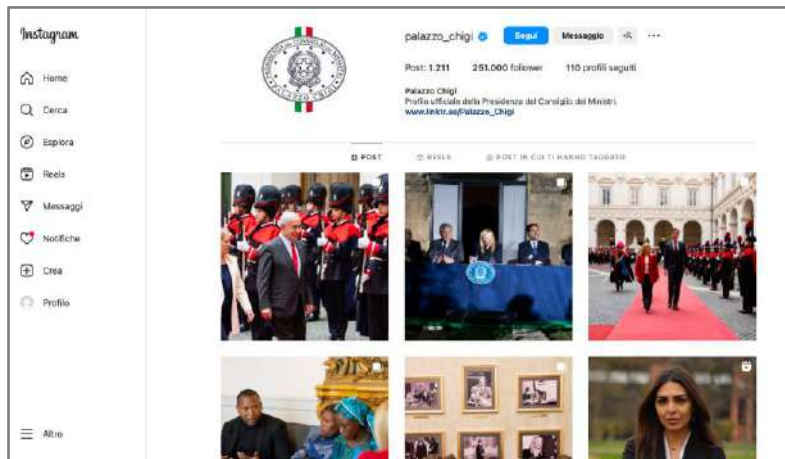 Instagram
Home
Cerca
Esplora
Reels
Messaggi
Notifiche
Crea
Profilo
Altro
palazzo_chigi
Segui
Messaggio
Post: 1.211 251.000 follower 110 profili seguiti
Palazzo Chigi
Profilo ufficiale della Presidenza del Consiglio dei Ministri.
www.linktr.ee/Palazzo_Chigi
POST REELS POST IN CUI TI HANNO TAGGATO